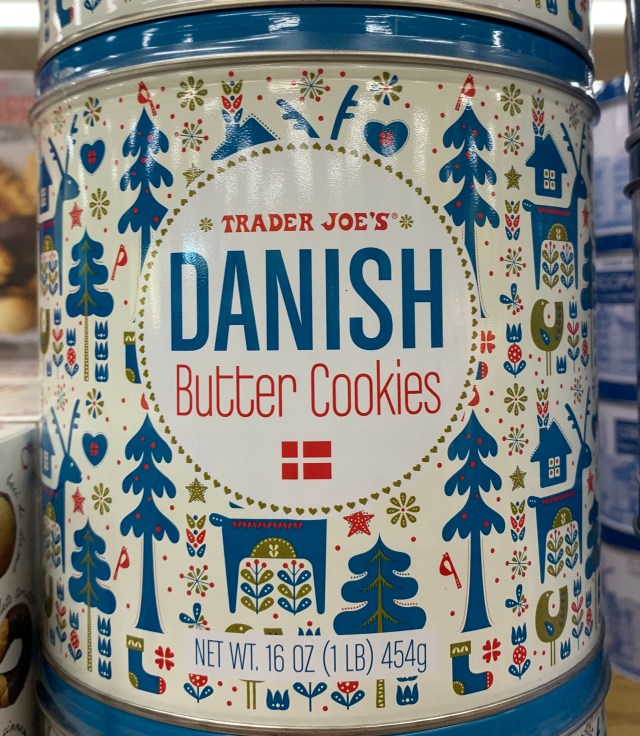 TRADER JOE'S®
DANISH
Butter Cookies
NET WT. 16 OZ (1 LB) 454g